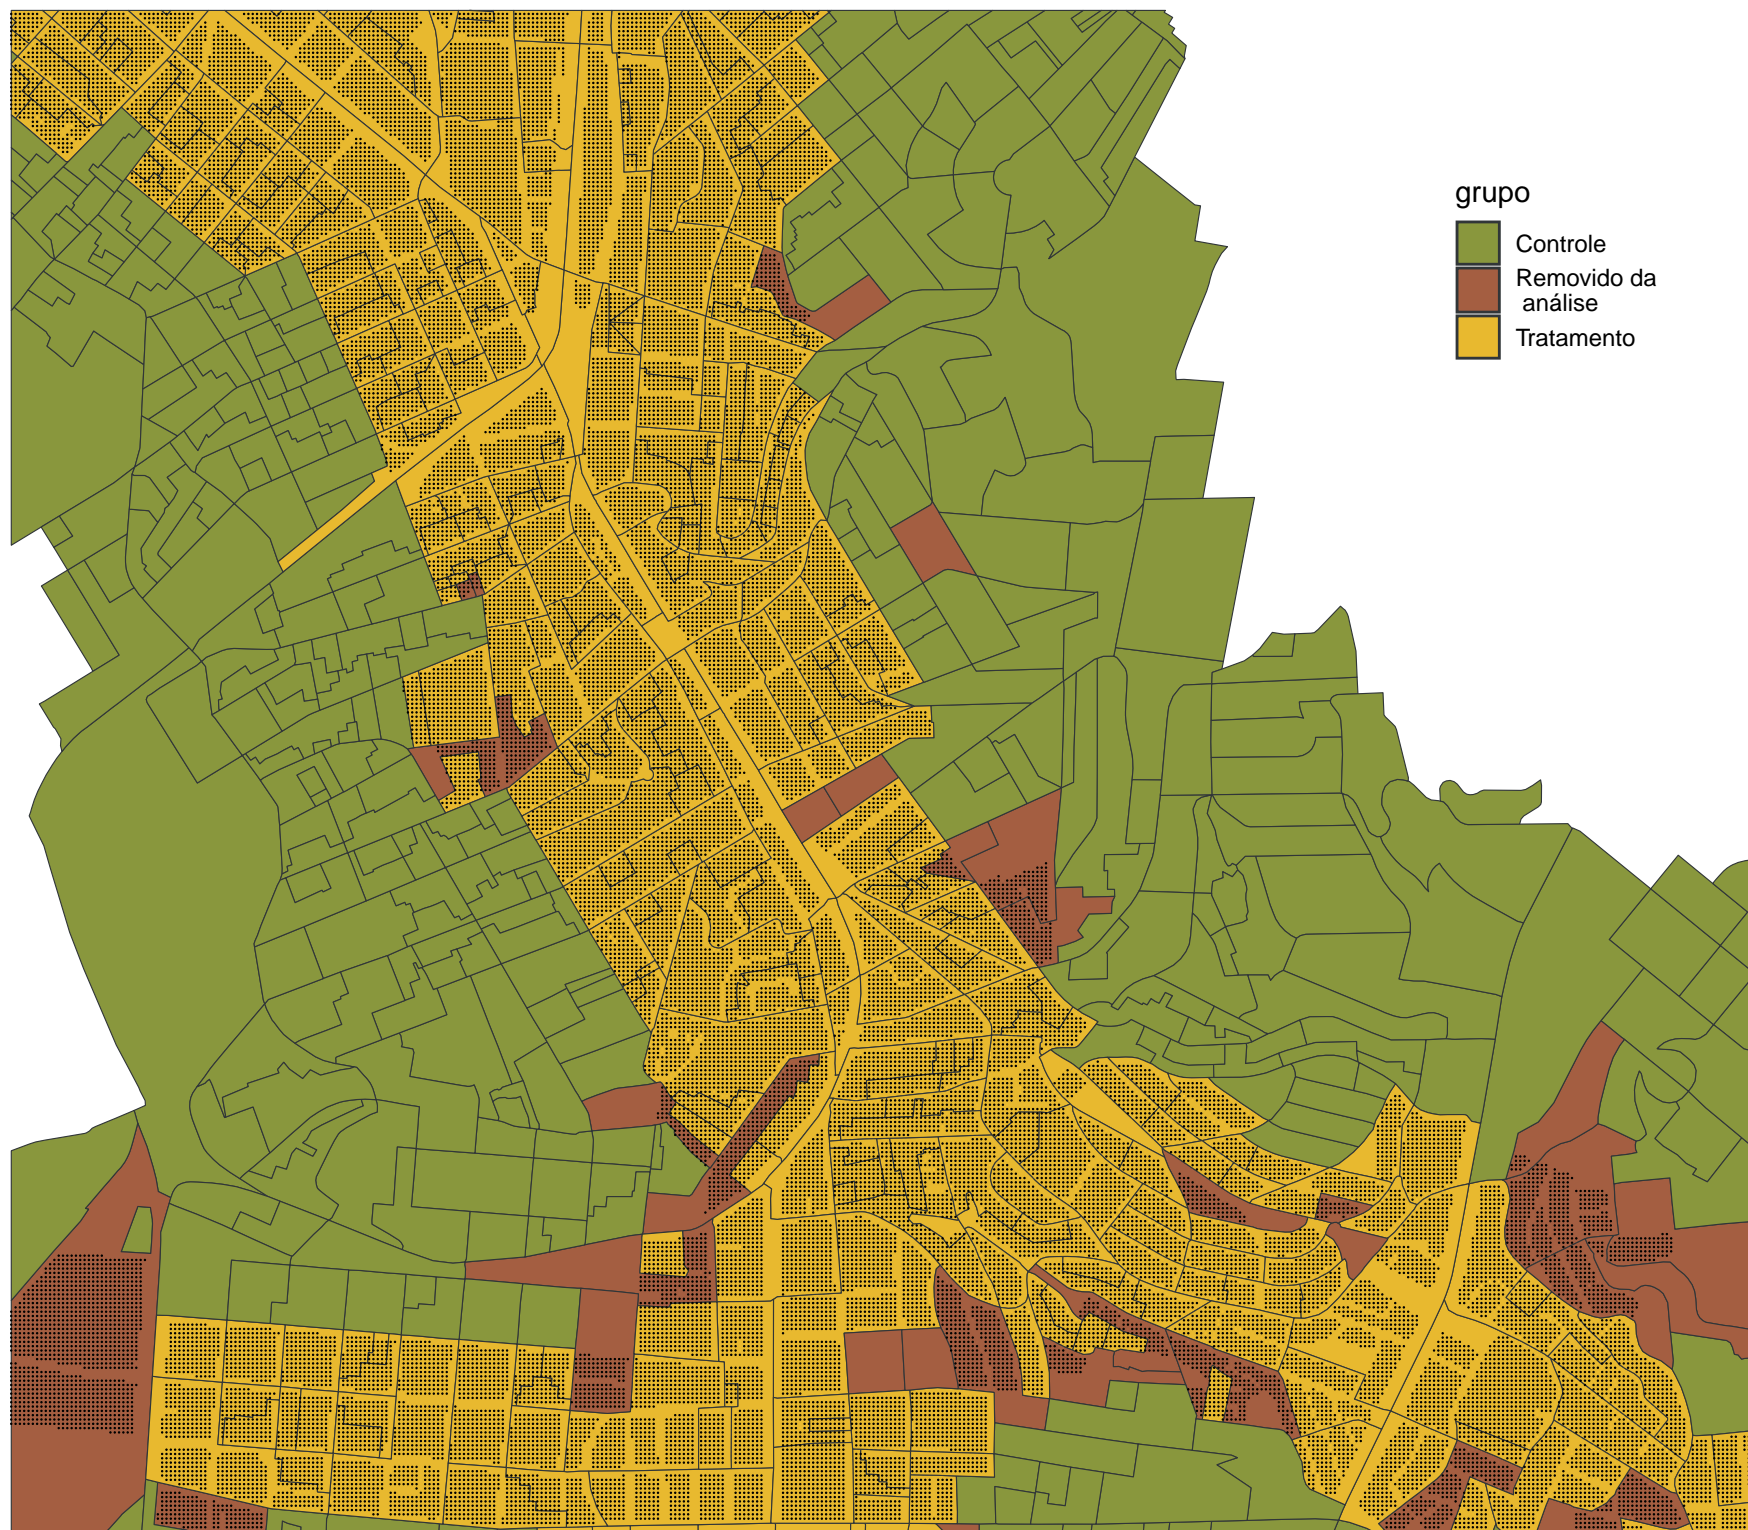 grupo
Controle
Removido da
análise
Tratamento